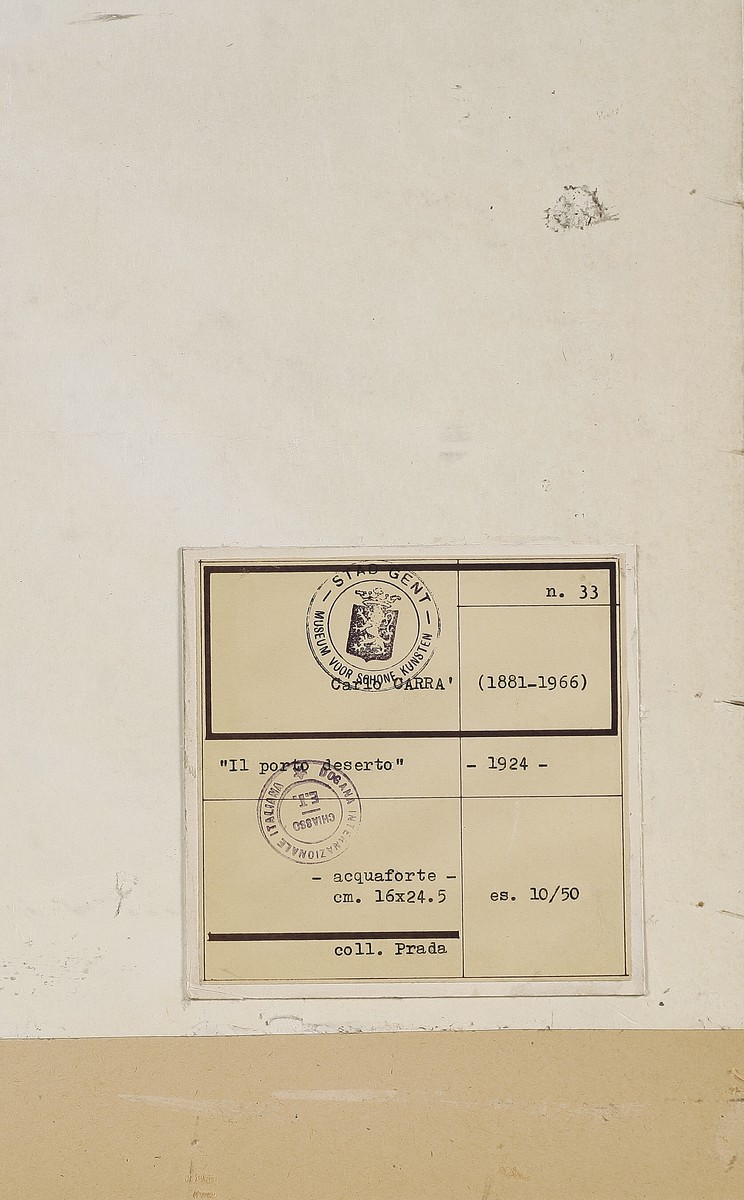 n. 33
STAD GENT
MUSEUM VOOR SCHONE KUNSTEN
Carlo CARRA' (1881-1966)
"Il porto deserto" - 1924 -
DOGANA INTERNAZIONALE ITALIANA
CHIASSO
- acquaforte -
cm. 16x24.5 es. 10/50
coll. Prada